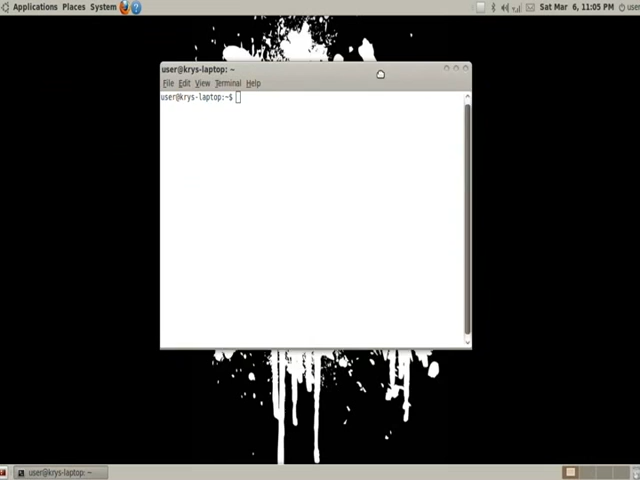 Applications Places System
Sat Mar 6, 11:05 PM user
user@krys-laptop: ~
File Edit View Terminal Help
user@krys-laptop:~$
user@krys-laptop: ~